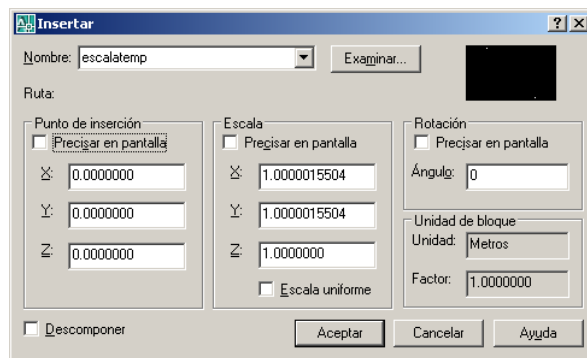 Insertar
Nombre: escalatemp Examinar...
Ruta:
Punto de inserción
Precisar en pantalla
X: 0.0000000
Y: 0.0000000
Z: 0.0000000
Escala
Precisar en pantalla
X: 1.0000015504
Y: 1.0000015504
Z: 1.0000000
Escala uniforme
Rotación
Precisar en pantalla
Ángulo: 0
Unidad de bloque
Unidad: Metros
Factor: 1.0000000
Descomponer
Aceptar Cancelar Ayuda